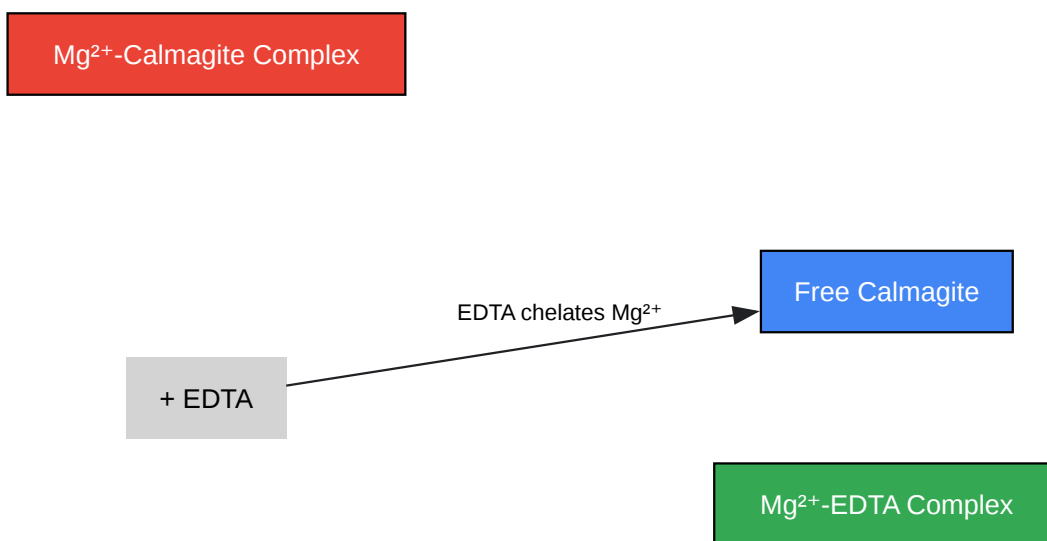 Mg²⁺-Calmagite Complex
Free Calmagite
EDTA chelates Mg²⁺
+ EDTA
Mg²⁺-EDTA Complex